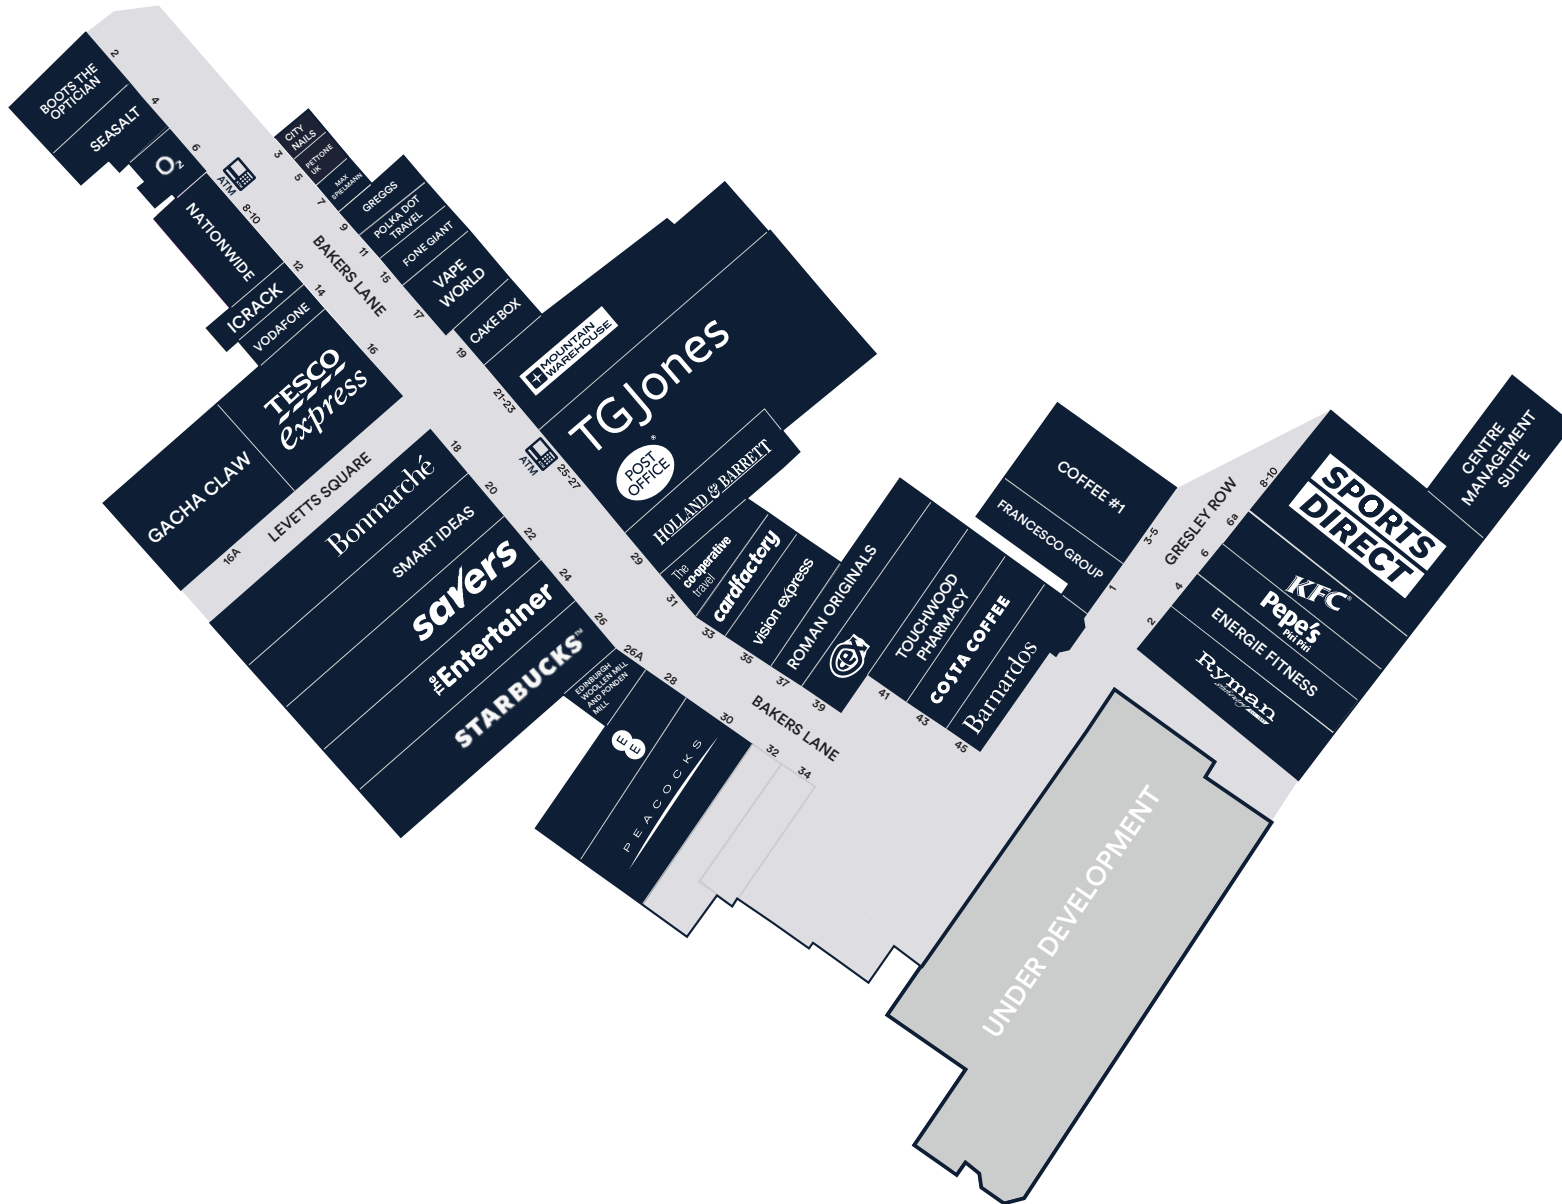 2
BOOTS THE
OPTICIAN
4
SEASALT
6
O2
ATM
8-10
NATIONWIDE
12
ICRACK
14
VODAFONE
16
TESCO
express
GACHA CLAW
16A
LEVETTS SQUARE
BAKERS LANE
3
CITY
NAILS
5
PETTONE
UK
7
MAX
SPIELMANN
9
GREGGS
11
POLKA DOT
TRAVEL
15
FONE GIANT
17
VAPE
WORLD
19
CAKE BOX
21-23
MOUNTAIN
WAREHOUSE
ATM
25-27
TGJones
POST
OFFICE®
29
HOLLAND & BARRETT
31
The
co-operative
travel
33
cardfactory
35
vision express
37
ROMAN ORIGINALS
39
e
41
TOUCHWOOD
PHARMACY
43
COSTA COFFEE
45
Barnardos
18
Bonmarché
20
SMART IDEAS
22
savers
24
THE Entertainer
26
STARBUCKS™
26A
EDINBURGH
WOOLLEN MILL
AND PONDEN
MILL
28
EE
30
PEACOCKS
32
34
BAKERS LANE
COFFEE #1
3-5
FRANCESCO GROUP
1
GRESLEY ROW
8-10
SPORTS
DIRECT
6a
6
KFC®
4
Pepe's
Piri Piri
2
ENERGIE FITNESS
Ryman
CENTRE
MANAGEMENT
SUITE
UNDER DEVELOPMENT